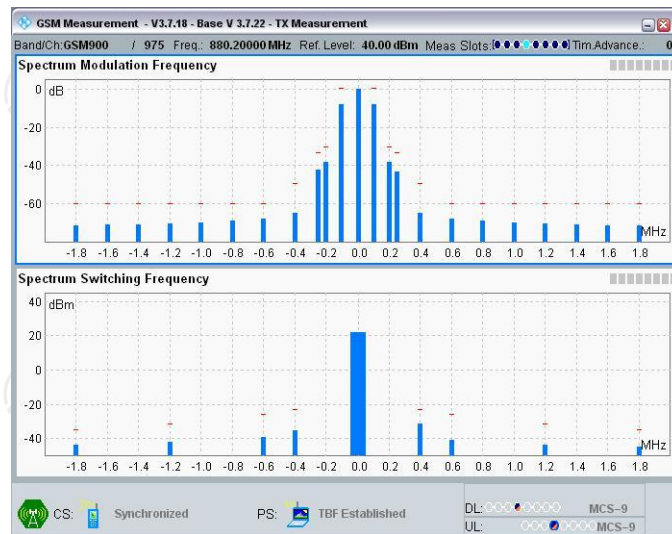 GSM Measurement - V3.7.18 - Base V 3.7.22 - TX Measurement
Band/Ch:GSM900 / 975 Freq.: 880.20000 MHz Ref. Level: 40.00 dBm Meas Slots: Tim.Advance.: 0
Spectrum Modulation Frequency
0 dB
-20
-40
-60
MHz
-1.8 -1.6 -1.4 -1.2 -1.0 -0.8 -0.6 -0.4 -0.2 0.0 0.2 0.4 0.6 0.8 1.0 1.2 1.4 1.6 1.8
Spectrum Switching Frequency
40 dBm
20
0
-20
-40
MHz
-1.8 -1.6 -1.4 -1.2 -1.0 -0.8 -0.6 -0.4 -0.2 0.0 0.2 0.4 0.6 0.8 1.0 1.2 1.4 1.6 1.8
CS: Synchronized PS: TBF Established DL: MCS-9
UL: MCS-9